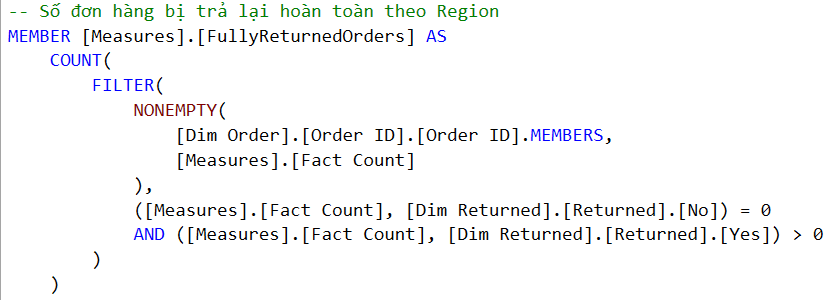 -- Số đơn hàng bị trả lại hoàn toàn theo Region
MEMBER [Measures].[FullyReturnedOrders] AS
    COUNT(
        FILTER(
            NONEMPTY(
                [Dim Order].[Order ID].[Order ID].MEMBERS,
                [Measures].[Fact Count]
            ),
            ([Measures].[Fact Count], [Dim Returned].[Returned].[No]) = 0
            AND ([Measures].[Fact Count], [Dim Returned].[Returned].[Yes]) > 0
        )
    )